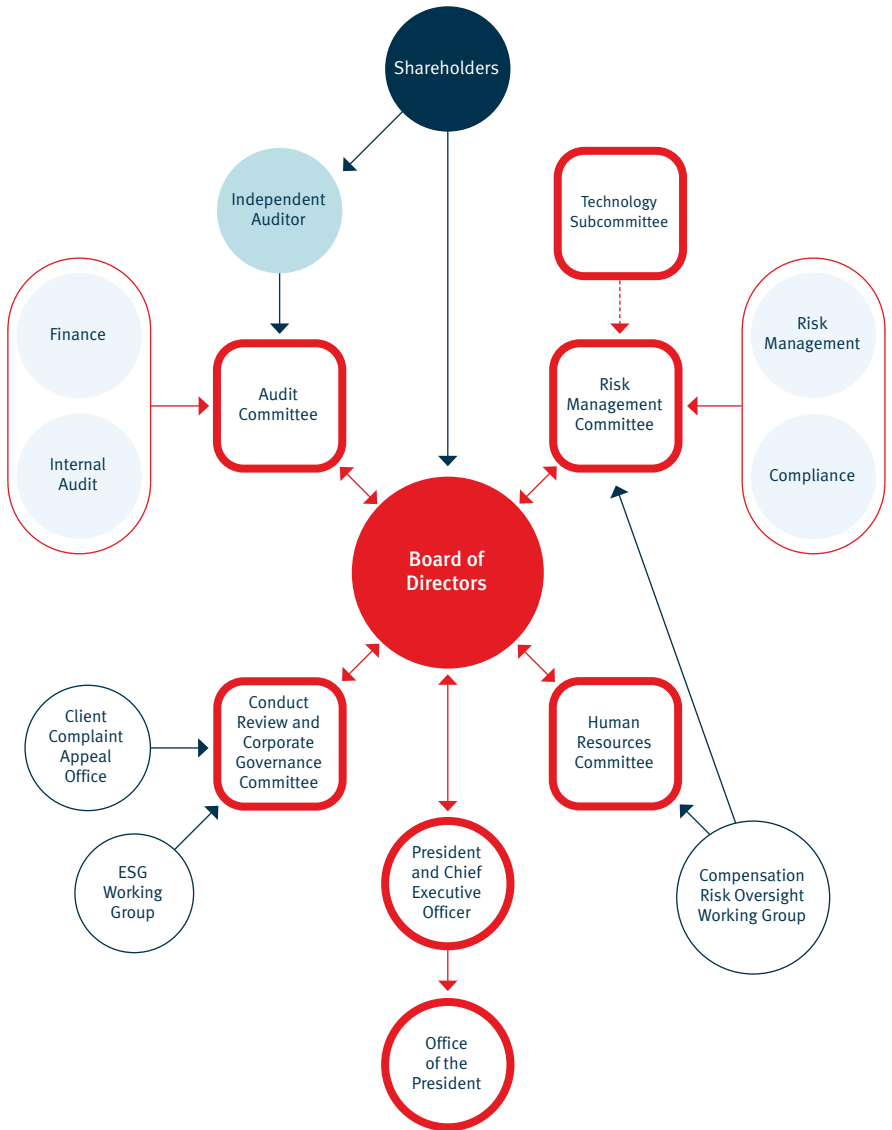 Shareholders
Independent
Auditor
Technology
Subcommittee
Finance
Internal
Audit
Audit
Committee
Risk
Management
Committee
Risk
Management
Compliance
Board of
Directors
Client
Complaint
Appeal
Office
Conduct
Review and
Corporate
Governance
Committee
Human
Resources
Committee
ESG
Working
Group
President
and Chief
Executive
Officer
Compensation
Risk Oversight
Working Group
Office
of the
President